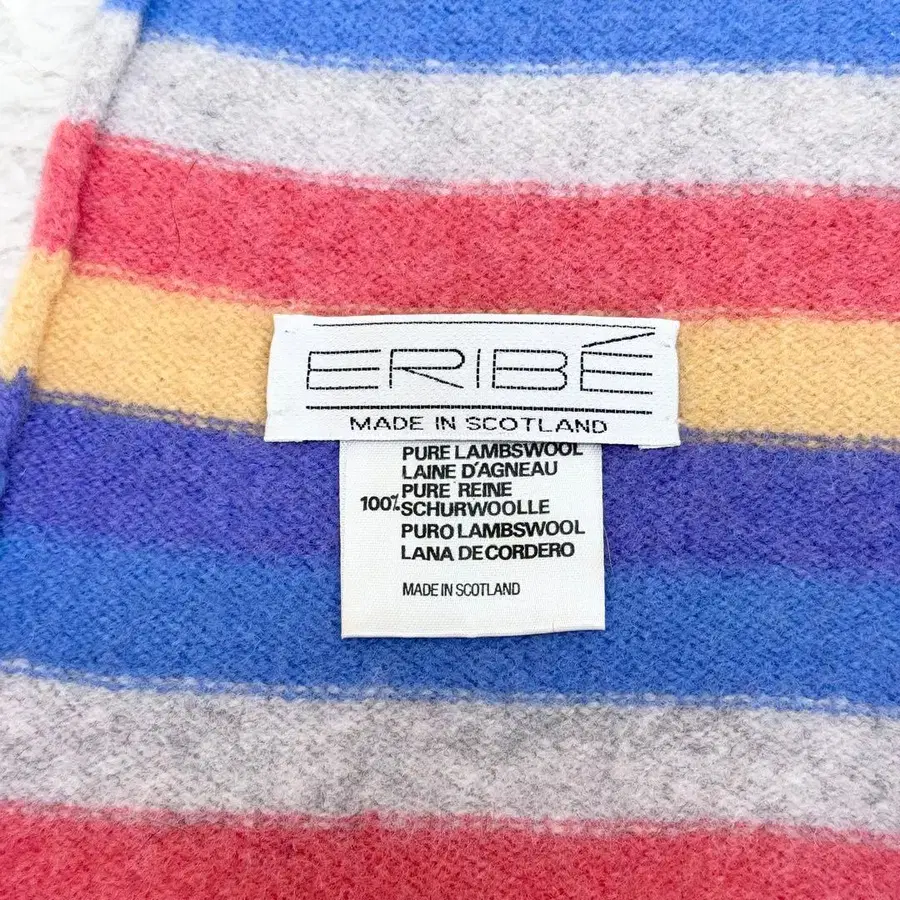 ERIBÉ
MADE IN SCOTLAND
PURE LAMBSWOOL
LAINE D'AGNEAU
PURE REINE
100% SCHURWOOLLE
PURO LAMBSWOOL
LANA DE CORDERO
MADE IN SCOTLAND